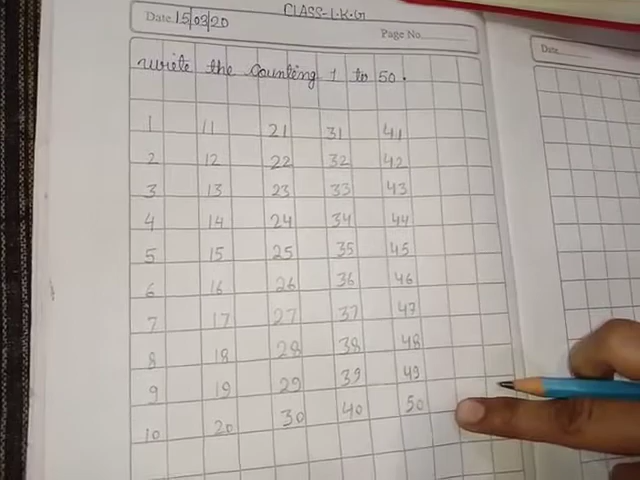 CLASS-L.K.G
Date 15/03/20
Page No.
Date
write the counting 1 to 50.
1 11 21 31 41
2 12 22 32 42
3 13 23 33 43
4 14 24 34 44
5 15 25 35 45
6 16 26 36 46
7 17 27 37 47
8 18 28 38 48
9 19 29 39 49
10 20 30 40 50